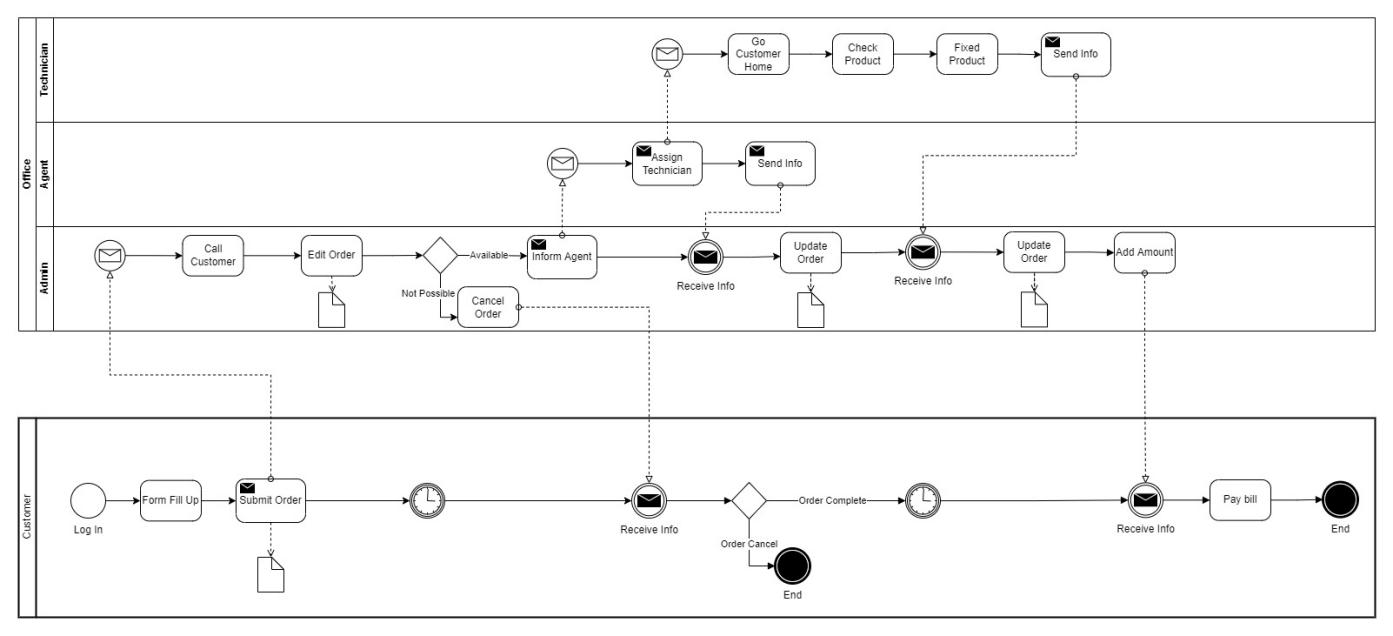 Office
Technician
Go
Customer
Home
Check
Product
Fixed
Product
Send Info
Agent
Assign
Technician
Send Info
Admin
Call
Customer
Edit Order
Available
Not Possible
Cancel
Order
Inform Agent
Receive Info
Update
Order
Receive Info
Update
Order
Add Amount
Customer
Log In
Form Fill Up
Submit Order
Receive Info
Order Complete
Order Cancel
End
Receive Info
Pay bill
End